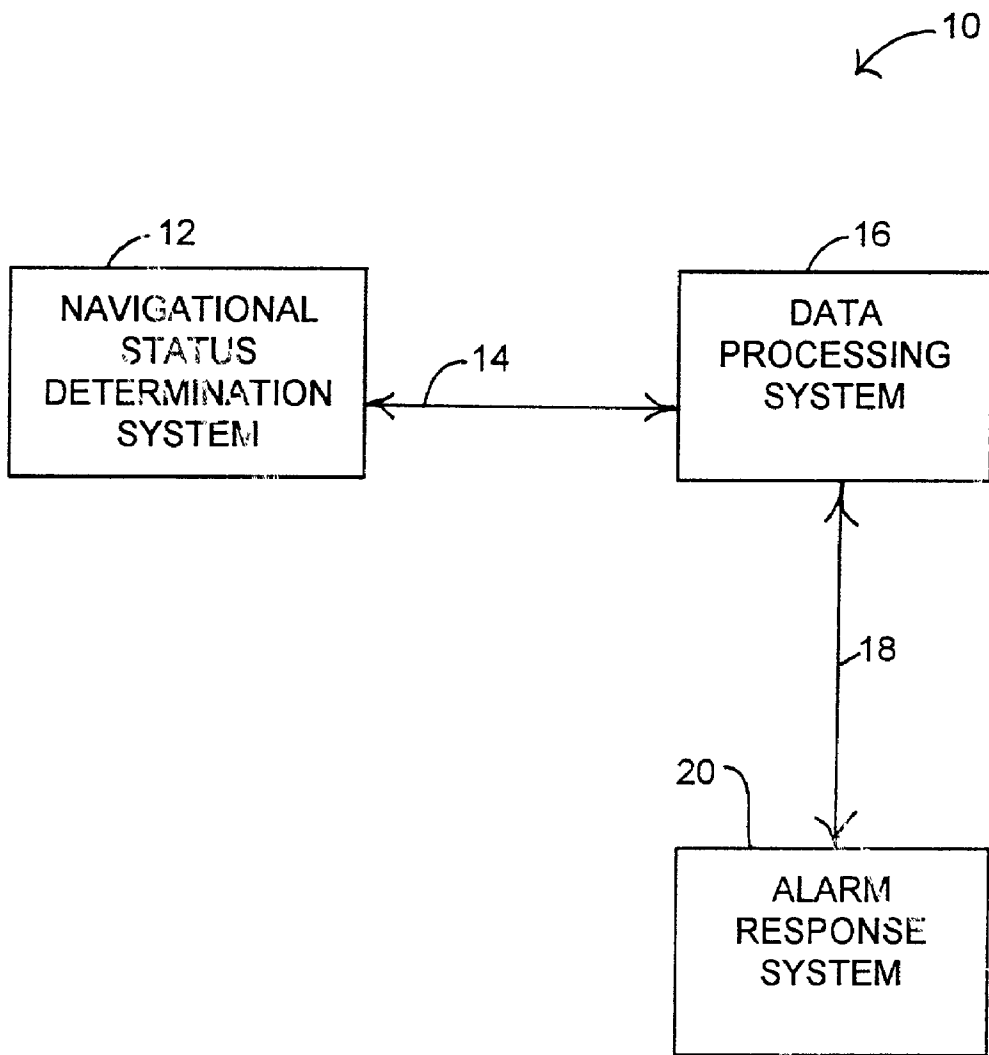 10
12
NAVIGATIONAL
STATUS
DETERMINATION
SYSTEM
14
16
DATA
PROCESSING
SYSTEM
18
20
ALARM
RESPONSE
SYSTEM